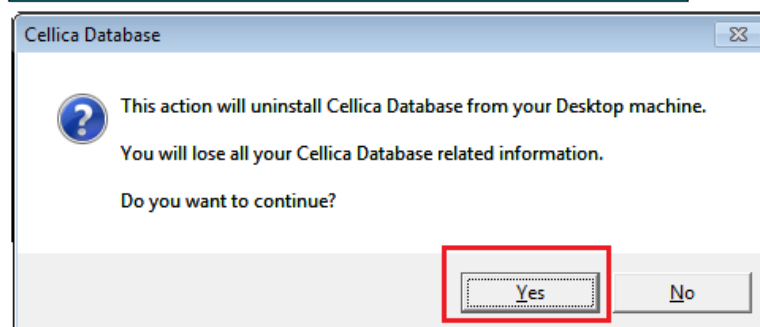 Cellica Database
This action will uninstall Cellica Database from your Desktop machine.
You will lose all your Cellica Database related information.
Do you want to continue?
Yes No